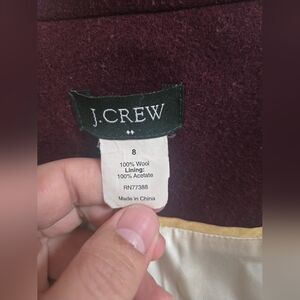 J.CREW
8
100% Wool
Lining:
100% Acetate
RN77388
Made in China